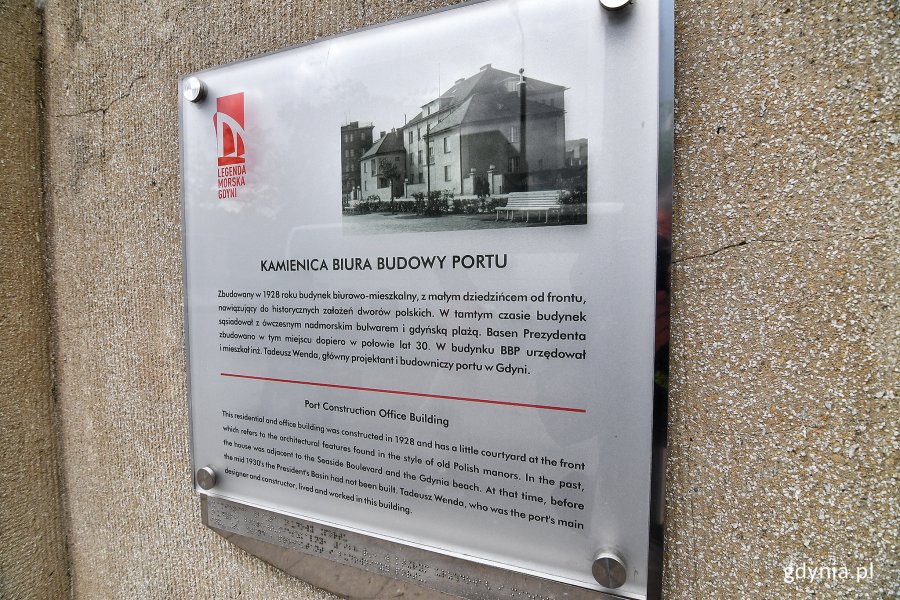 LEGENDA
MORSKA
GDYNI
KAMIENICA BIURA BUDOWY PORTU
Zbudowany w 1928 roku budynek biurowo-mieszkalny, z małym dziedzińcem od frontu,
nawiązujący do historycznych założeń dworów polskich. W tamtym czasie budynek
sąsiadował z ówczesnym nadmorskim bulwarem i gdyńską plażą. Basen Prezydenta
zbudowano w tym miejscu dopiero w połowie lat 30. W budynku BBP urzędował
i mieszkał inż. Tadeusz Wenda, główny projektant i budowniczy portu w Gdyni.
Port Construction Office Building
This residential and office building was constructed in 1928 and has a little courtyard at the front
which refers to the architectural features found in the style of old Polish manors. In the past,
the house was adjacent to the Seaside Boulevard and the Gdynia beach. At that time, before
the mid 1930's the President's Basin had not been built. Tadeusz Wenda, who was the port's main
designer and constructor, lived and worked in this building.
gdynia.pl